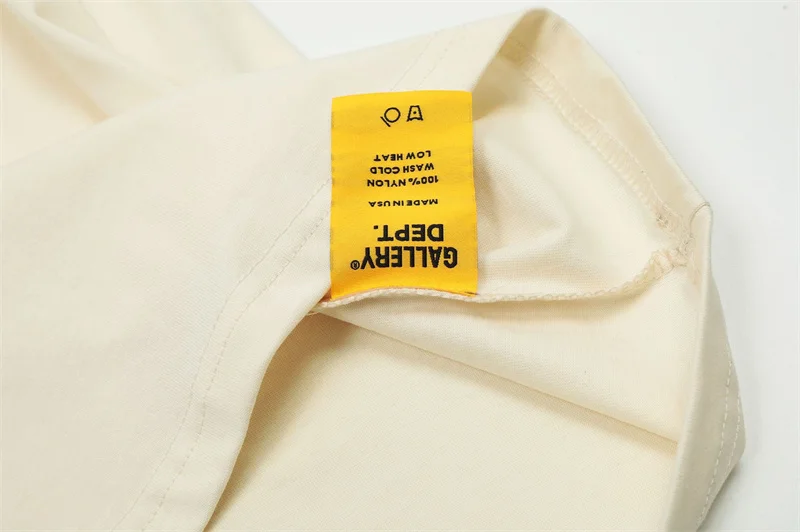 GALLERY®
DEPT.
MADE IN USA
100% NYLON
WASH COLD
LOW HEAT